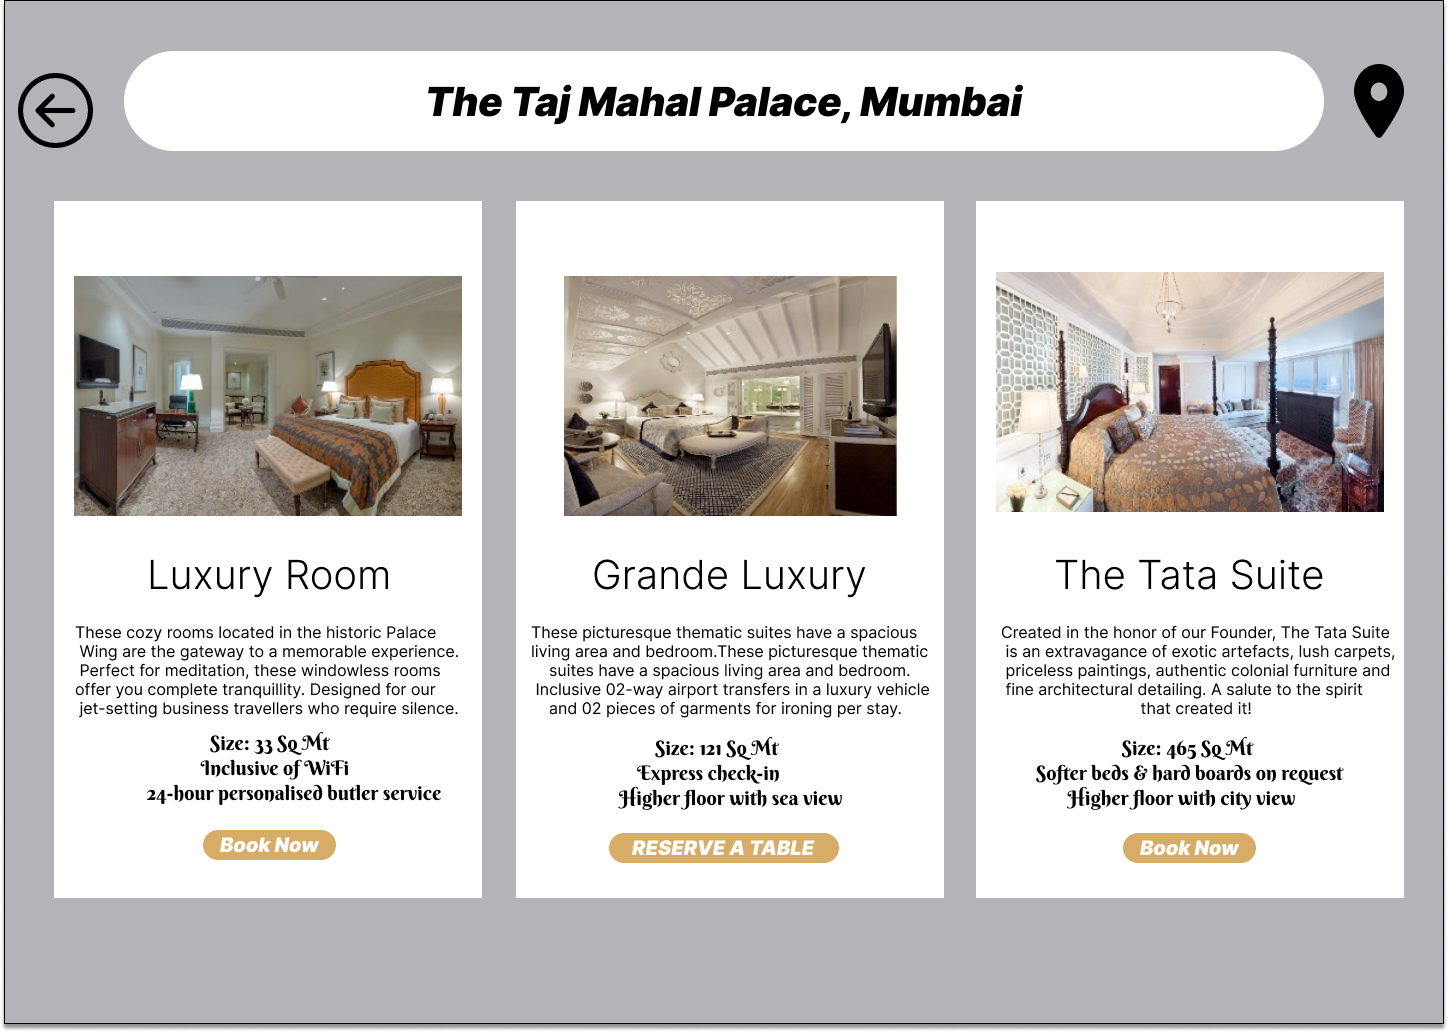 The Taj Mahal Palace, Mumbai
Luxury Room
These cozy rooms located in the historic Palace
Wing are the gateway to a memorable experience.
Perfect for meditation, these windowless rooms
offer you complete tranquillity. Designed for our
jet-setting business travellers who require silence.
Size: 33 Sq Mt
Inclusive of WiFi
24-hour personalised butler service
Book Now
Grande Luxury
These picturesque thematic suites have a spacious
living area and bedroom.These picturesque thematic
suites have a spacious living area and bedroom.
Inclusive 02-way airport transfers in a luxury vehicle
and 02 pieces of garments for ironing per stay.
Size: 121 Sq Mt
Express check-in
Higher floor with sea view
RESERVE A TABLE
The Tata Suite
Created in the honor of our Founder, The Tata Suite
is an extravagance of exotic artefacts, lush carpets,
priceless paintings, authentic colonial furniture and
fine architectural detailing. A salute to the spirit
that created it!
Size: 465 Sq Mt
Softer beds & hard boards on request
Higher floor with city view
Book Now